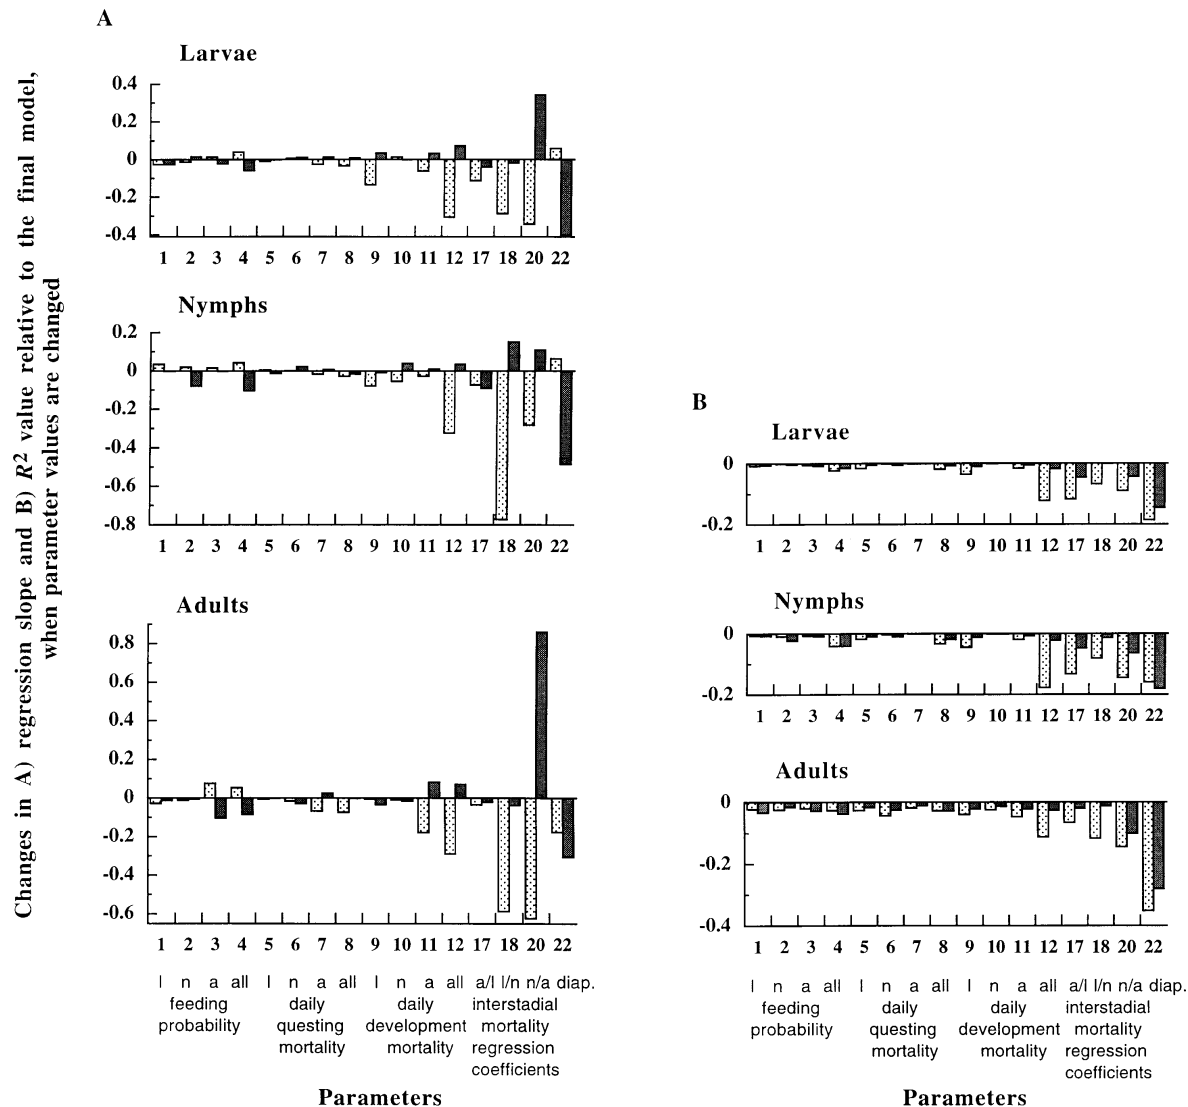 A
Larvae
0.4
0.2
0
-0.2
-0.4
1 2 3 4 5 6 7 8 9 10 11 12 17 18 20 22
Nymphs
0.2
0
-0.2
-0.4
-0.6
-0.8
1 2 3 4 5 6 7 8 9 10 11 12 17 18 20 22
Adults
0.8
0.6
0.4
0.2
0
-0.2
-0.4
-0.6
1 2 3 4 5 6 7 8 9 10 11 12 17 18 20 22
l n a all l n a all l n a all a/l l/n n/a diap.
feeding probability
daily questing mortality
daily development mortality
interstadial mortality regression coefficients
Parameters
Changes in A) regression slope and B) R² value relative to the final model,
when parameter values are changed
B
Larvae
0
-0.2
1 2 3 4 5 6 7 8 9 10 11 12 17 18 20 22
Nymphs
0
-0.2
1 2 3 4 5 6 7 8 9 10 11 12 17 18 20 22
Adults
0
-0.2
-0.4
1 2 3 4 5 6 7 8 9 10 11 12 17 18 20 22
l n a all l n a all l n a all a/l l/n n/a diap.
feeding probability
daily questing mortality
daily development mortality
interstadial mortality regression coefficients
Parameters